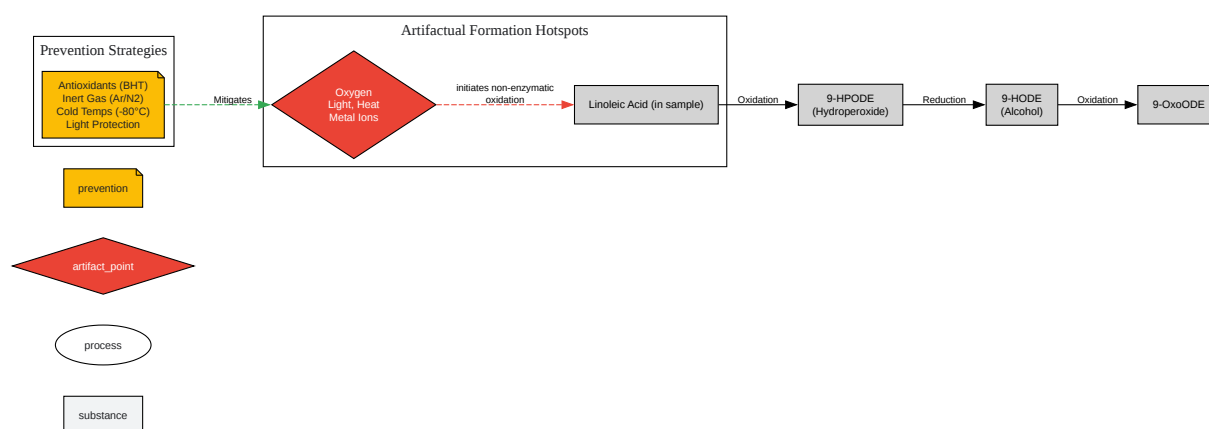 Prevention Strategies
Antioxidants (BHT)
Inert Gas (Ar/N2)
Cold Temps (-80°C)
Light Protection
Mitigates
Artifactual Formation Hotspots
Oxygen
Light, Heat
Metal Ions
initiates non-enzymatic
oxidation
Linoleic Acid (in sample)
Oxidation
9-HPODE
(Hydroperoxide)
Reduction
9-HODE
(Alcohol)
Oxidation
9-OxoODE
prevention
artifact_point
process
substance